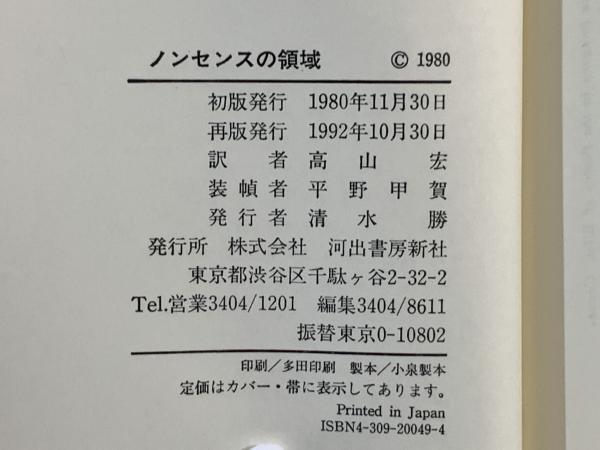 ノンセンスの領域 © 1980
初版発行 1980年11月30日
再版発行 1992年10月30日
訳者 高山宏
装幀者 平野甲賀
発行者 清水勝
発行所 株式会社 河出書房新社
東京都渋谷区千駄ヶ谷2-32-2
Tel.営業3404/1201 編集3404/8611
振替東京0-10802
印刷／多田印刷 製本／小泉製本
定価はカバー・帯に表示してあります。
Printed in Japan
ISBN4-309-20049-4